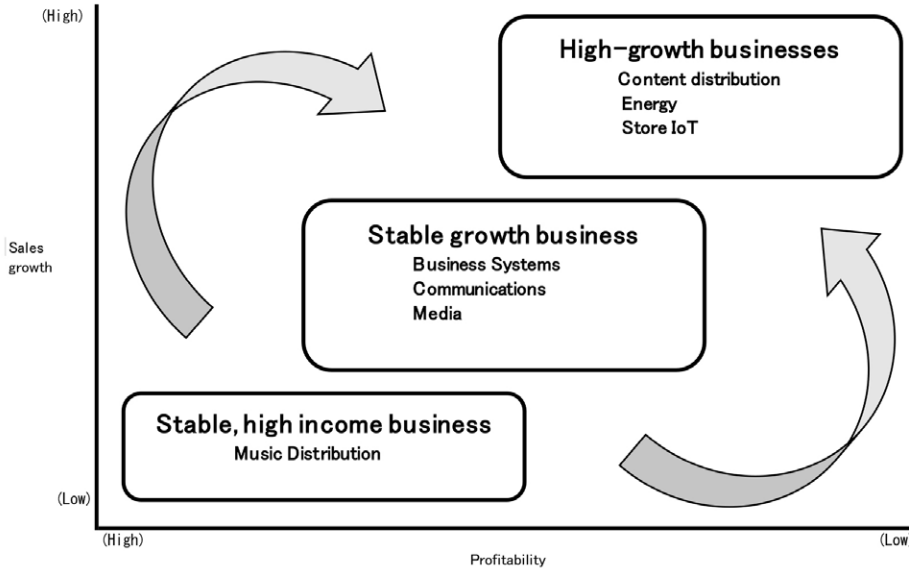 (High)
High-growth businesses
Content distribution
Energy
Store IoT
Sales
growth
Stable growth business
Business Systems
Communications
Media
Stable, high income business
Music Distribution
(Low)
(High)
(Low)
Profitability